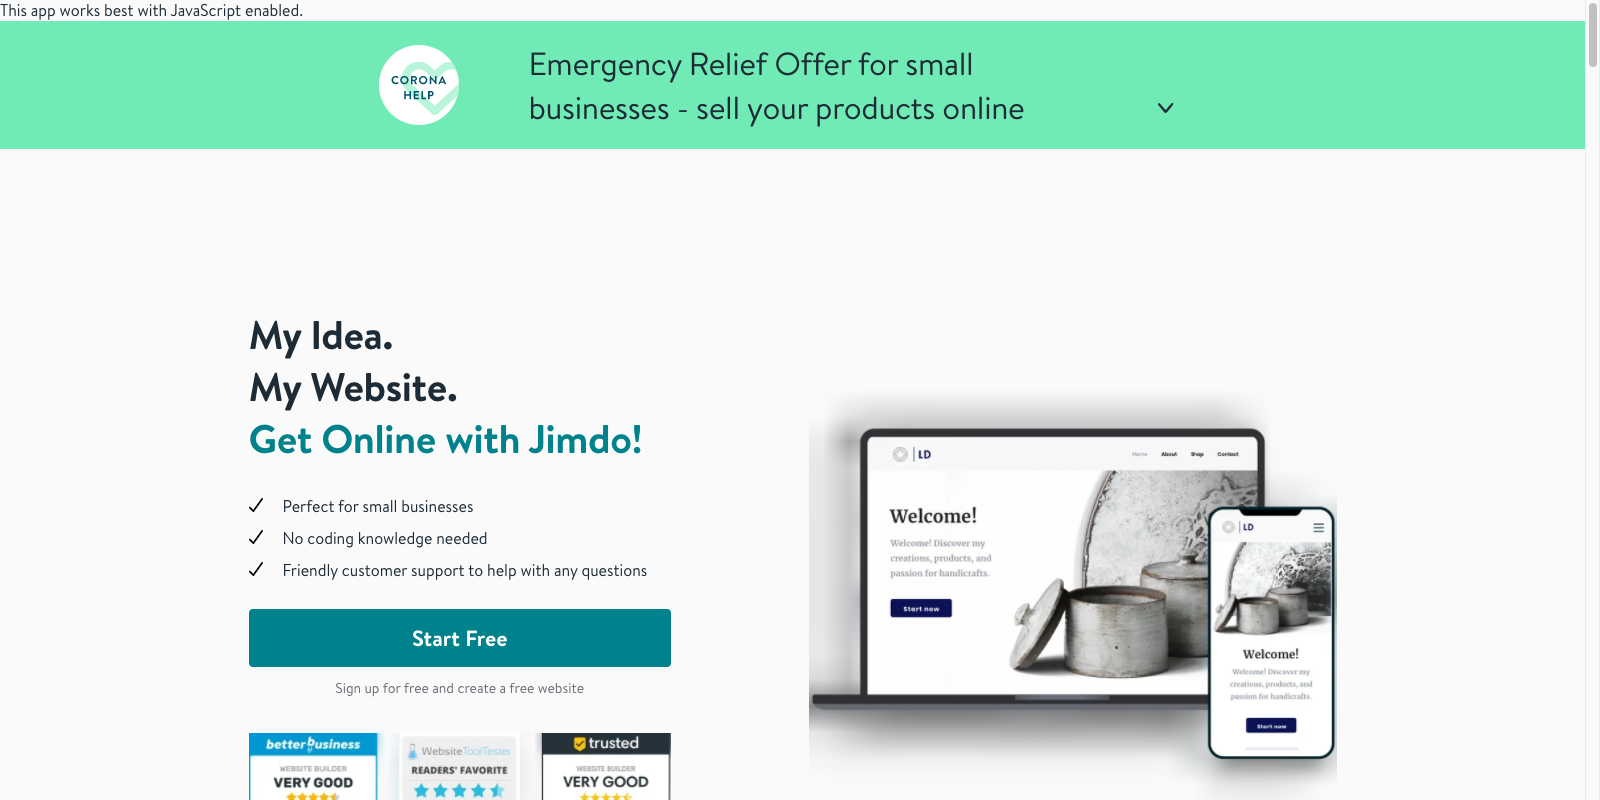 This app works best with JavaScript enabled.
CORONA
HELP
Emergency Relief Offer for small
businesses - sell your products online
My Idea.
My Website.
Get Online with Jimdo!
Perfect for small businesses
No coding knowledge needed
Friendly customer support to help with any questions
Start Free
Sign up for free and create a free website
betterbusiness
WEBSITE BUILDER
VERY GOOD
WebsiteToolTester
READERS' FAVORITE
trusted
WEBSITE BUILDER
VERY GOOD
LD
Home About Shop Contact
Welcome!
Welcome! Discover my
creations, products, and
passion for handicrafts.
Start now
LD
Welcome!
Welcome! Discover my
creations, products, and
passion for handicrafts.
Start now